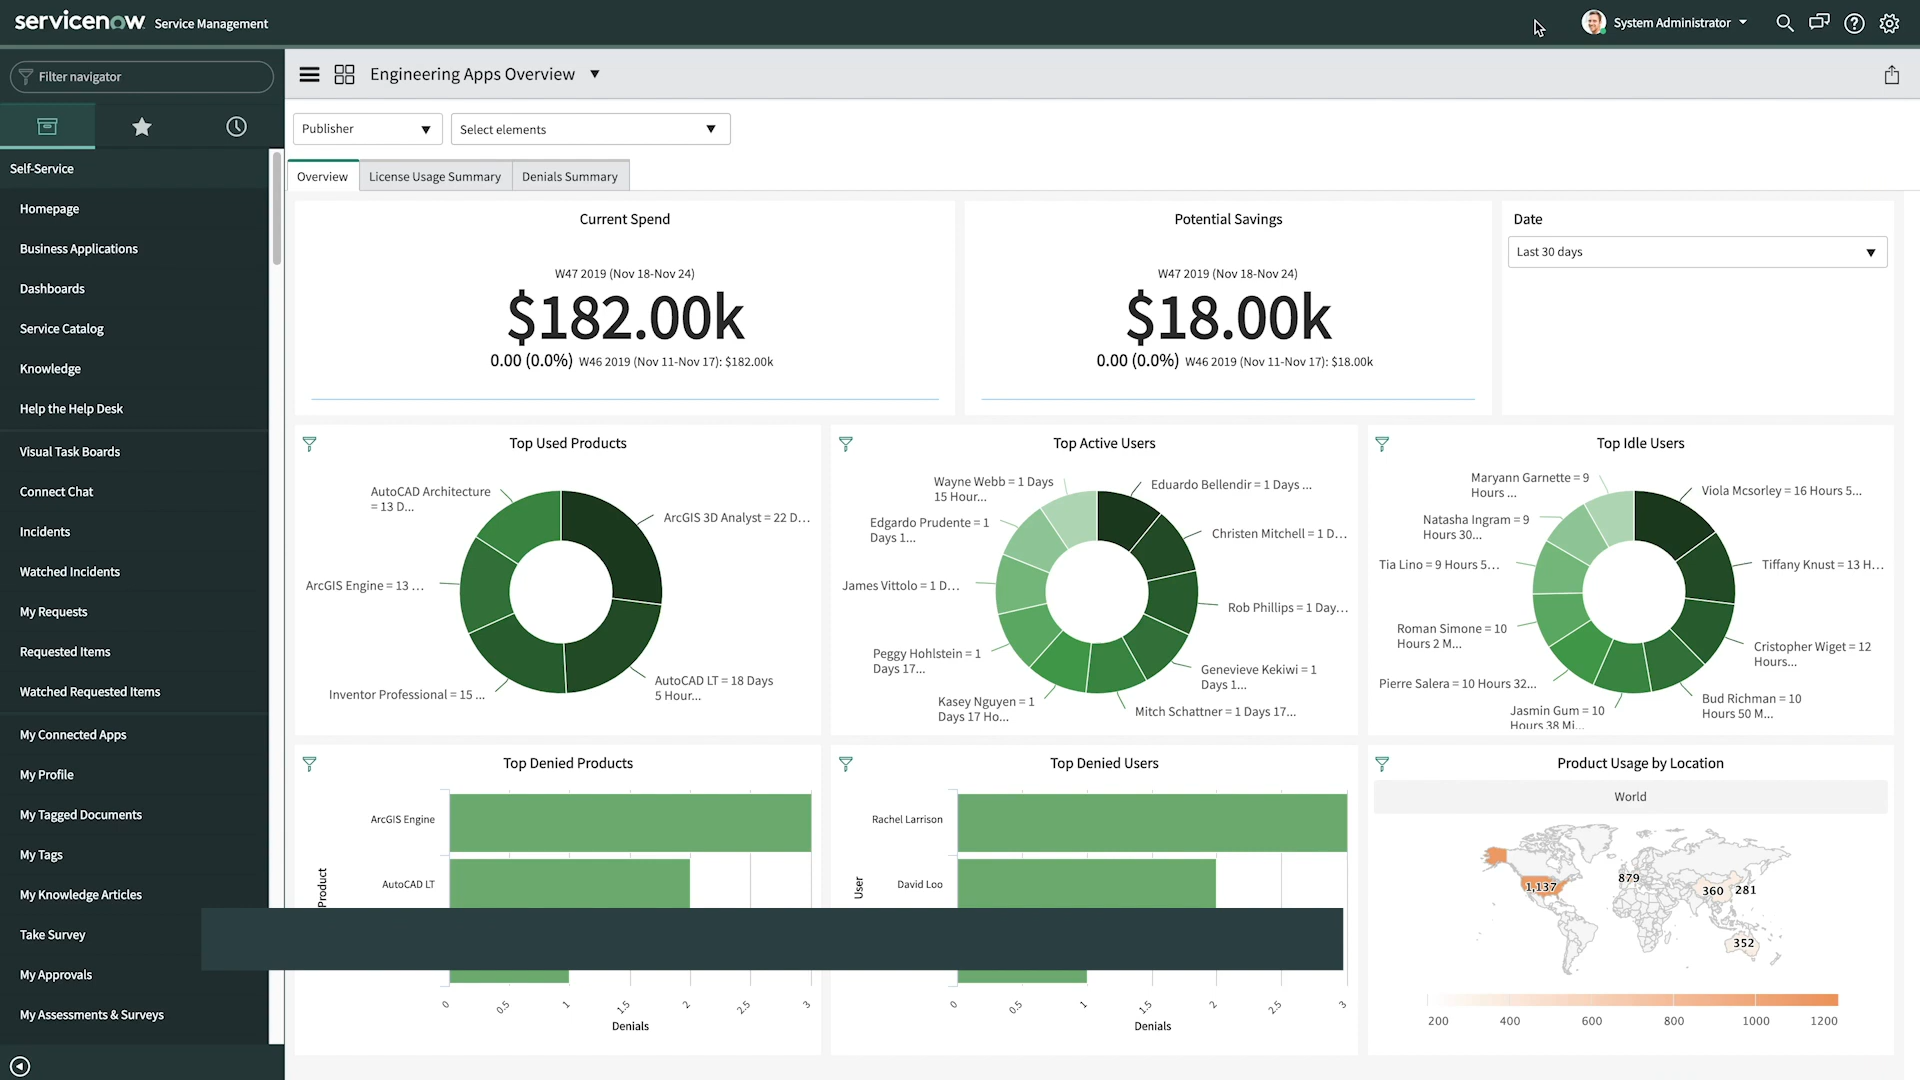 servicenow Service Management
System Administrator
Filter navigator
Engineering Apps Overview
Publisher
Select elements
Overview
License Usage Summary
Denials Summary
Self-Service
Homepage
Business Applications
Dashboards
Service Catalog
Knowledge
Help the Help Desk
Visual Task Boards
Connect Chat
Incidents
Watched Incidents
My Requests
Requested Items
Watched Requested Items
My Connected Apps
My Profile
My Tagged Documents
My Tags
My Knowledge Articles
Take Survey
My Approvals
My Assessments & Surveys
Current Spend
W47 2019 (Nov 18-Nov 24)
$182.00k
0.00 (0.0%) W46 2019 (Nov 11-Nov 17): $182.00k
Potential Savings
W47 2019 (Nov 18-Nov 24)
$18.00k
0.00 (0.0%) W46 2019 (Nov 11-Nov 17): $18.00k
Date
Last 30 days
Top Used Products
AutoCAD Architecture
= 13 D...
ArcGIS 3D Analyst = 22 D...
ArcGIS Engine = 13 ...
AutoCAD LT = 18 Days
5 Hour...
Inventor Professional = 15 ...
Top Active Users
Wayne Webb = 1 Days
15 Hour...
Eduardo Bellendir = 1 Days ...
Edgardo Prudente = 1
Days 1...
Christen Mitchell = 1 D...
James Vittolo = 1 D...
Rob Phillips = 1 Day...
Peggy Hohlstein = 1
Days 17...
Genevieve Kekiwi = 1
Days 1...
Kasey Nguyen = 1
Days 17 Ho...
Mitch Schattner = 1 Days 17...
Top Idle Users
Maryann Garnette = 9
Hours ...
Viola Mcsorley = 16 Hours 5...
Natasha Ingram = 9
Hours 30...
Tia Lino = 9 Hours 5...
Tiffany Knust = 13 H...
Roman Simone = 10
Hours 2 M...
Cristopher Wiget = 12
Hours...
Pierre Salera = 10 Hours 32...
Bud Richman = 10
Hours 50 M...
Jasmin Gum = 10
Hours 38 Mi...
Top Denied Products
ArcGIS Engine
AutoCAD LT
Product
0 0.5 1 1.5 2 2.5 3
Denials
Top Denied Users
Rachel Larrison
David Loo
User
0 0.5 1 1.5 2 2.5 3
Denials
Product Usage by Location
World
1,137
879
360
281
352
200 400 600 800 1000 1200